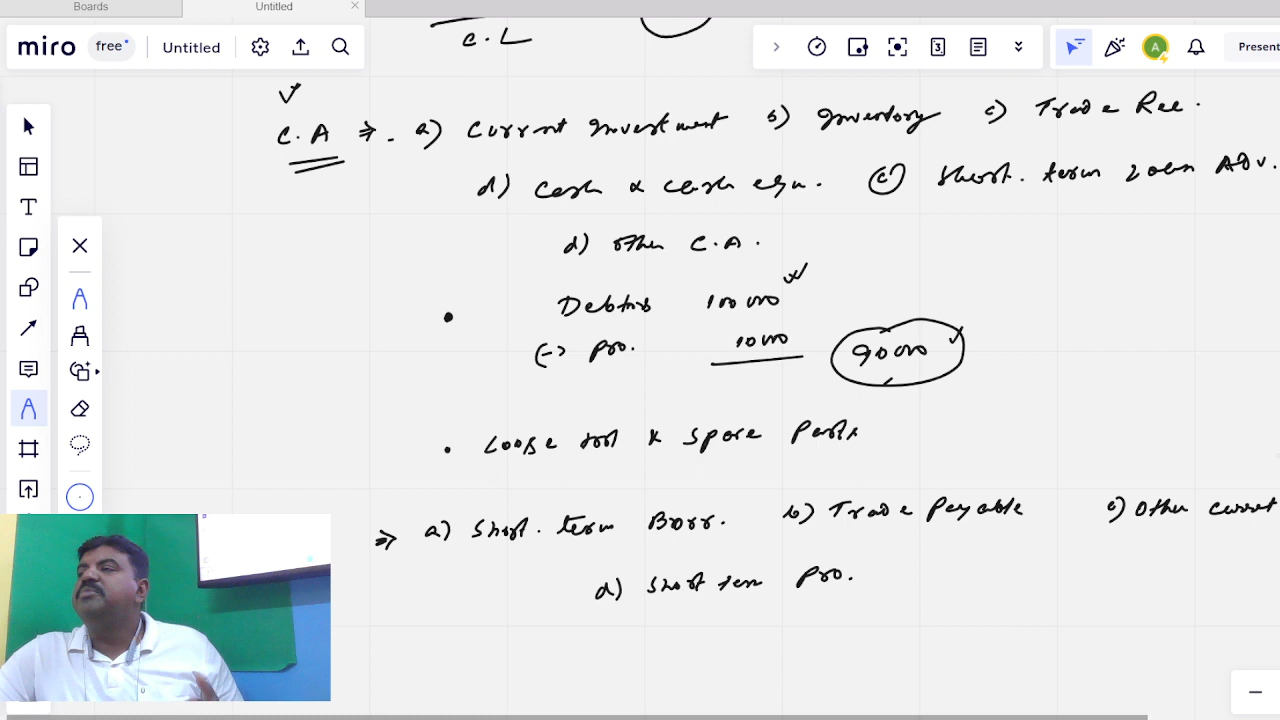 Boards Untitled
miro free Untitled 3 A Present
C.L
C.A ⇒ - a) Current Investment b) Inventory c) Trade Rec.
d) Cash & cash equ. (c) Short. term Loan Adv.
d) other C.A.
• Debtors 100000
(-) Pro. 10000 90000
• Loose tool & spare Parts
⇒ a) Short. term Borr. b) Trade Payable c) Other current
d) Short term Pro.